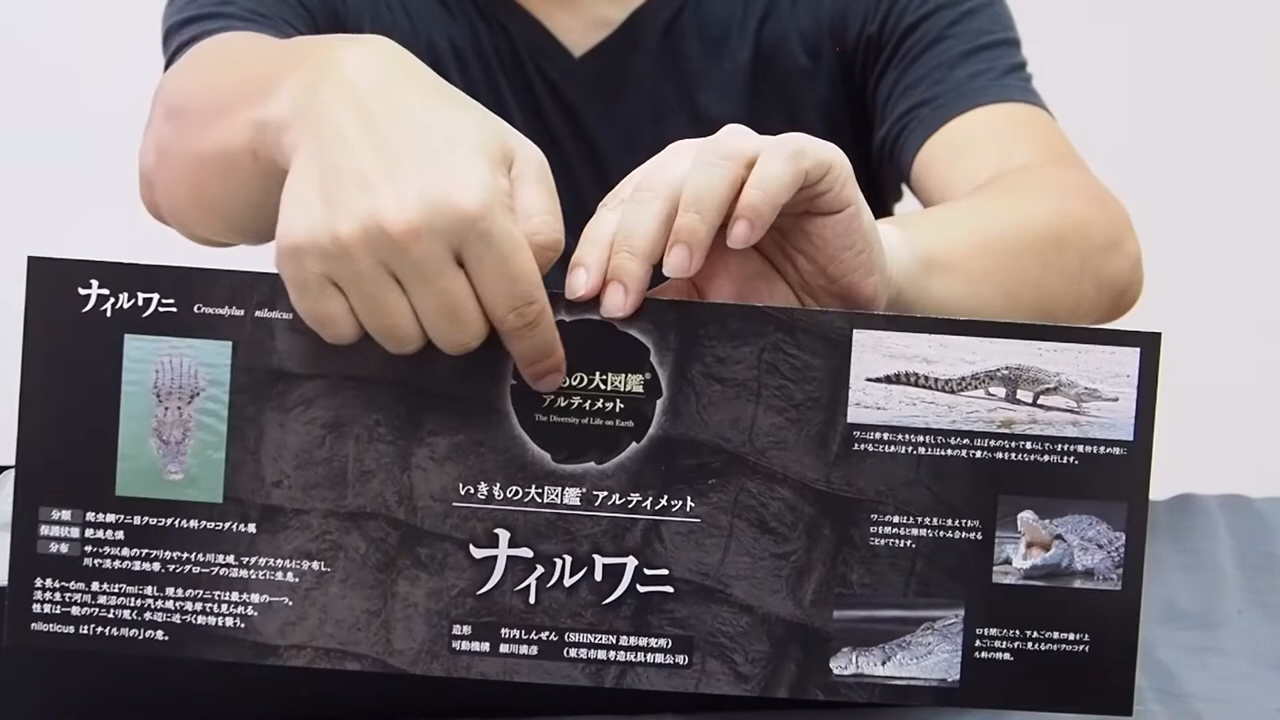 ナイルワニ Crocodylus niloticus
もの大図鑑®
アルティメット
The Diversity of Life on Earth
いきもの大図鑑® アルティメット
ナイルワニ
造形 竹内しんぜん（SHINZEN 造形研究所）
可動機構 細川満彦 （東莞市観考造玩具有限公司）
分類 爬虫綱ワニ目クロコダイル科クロコダイル属
保護状態 絶滅危惧
分布 サハラ以南のアフリカやナイル川流域、マダガスカルに分布し、
川や淡水の湿地帯、マングローブの沼地などに生息。
全長4〜6m、最大は7mに達し、現生のワニでは最大種の一つ。
淡水生で河川、湖沼のほか汽水域や海岸でも見られる。
性質は一般のワニより荒く、水辺に近づく動物を襲う。
niloticus は「ナイル川の」の意。
ワニは非常に大きな体をしているため、ほぼ水のなかで暮らしていますが獲物を求め陸に
上がることもあります。陸上は4本の足で重たい体を支えながら歩行します。
ワニの歯は上下交互に生えており、
口を閉めると隙間なくかみ合わせる
ことができます。
口を閉じたとき、下あごの第四歯が上
あごに収まらずに見えるのがクロコダイ
ル科の特徴。